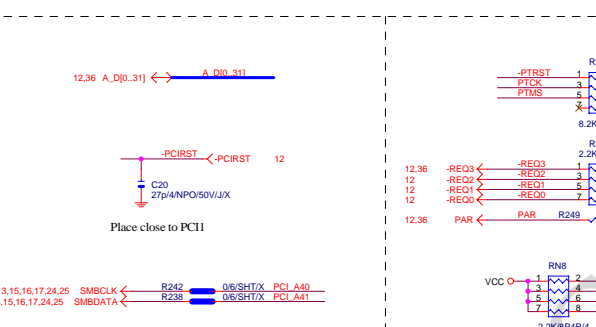 12,36 A_D[0..31] A_D[0..31]
-PCIRST -PCIRST 12
C20
27p/4/NPO/50V/J/X
Place close to PCI1
3,15,16,17,24,25 SMBCLK R242 0/6/SHT/X PCI_A40
,15,16,17,24,25 SMBDATA R238 0/6/SHT/X PCI_A41
-PTRST 1
PTCK 3
PTMS 5
7
8.2K
2.2K
12,36 -REQ3 -REQ3 1
12 -REQ2 -REQ2 3
12 -REQ1 -REQ1 5
12 -REQ0 -REQ0 7
12,36 PAR PAR R249
RN8
VCC 1 2
3 4
5 6
7 8
2.2K/8P4R/4